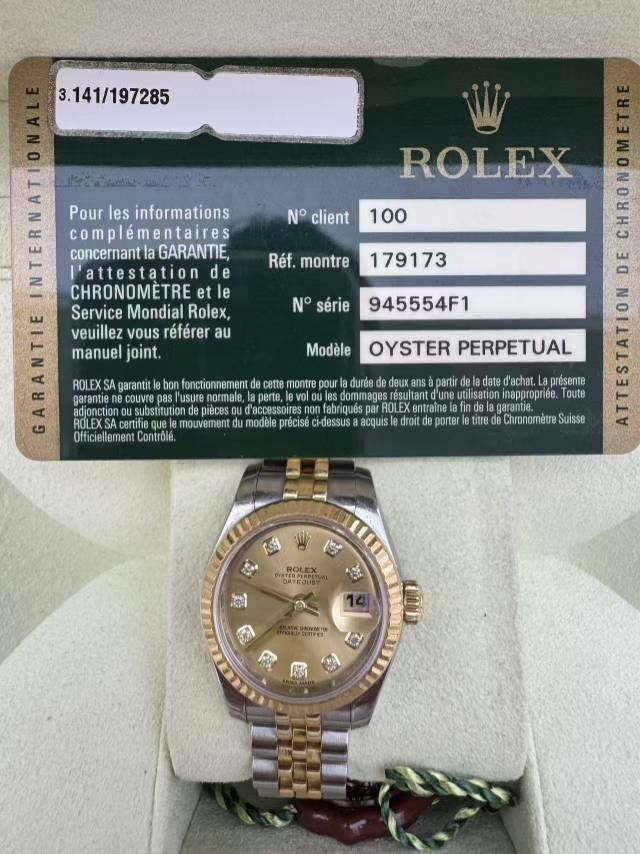 3.141/197285
ROLEX
GARANTIE INTERNATIONALE
Pour les informations
complémentaires
concernant la GARANTIE,
l'attestation de
CHRONOMÈTRE et le
Service Mondial Rolex,
veuillez vous référer au
manuel joint.
N° client 100
Réf. montre 179173
N° série 945554F1
Modèle OYSTER PERPETUAL
ATTESTATION DE CHRONOMETRE
ROLEX SA garantit le bon fonctionnement de cette montre pour la durée de deux ans à partir de la date d'achat. La présente
garantie ne couvre pas l'usure normale, la perte, le vol ou les dommages résultant d'une utilisation inappropriée. Toute
adjonction ou substitution de pièces ou d'accessoires non fabriqués par ROLEX entraîne la fin de la garantie.
ROLEX SA certifie que le mouvement du modèle précisé ci-dessus a acquis le droit de porter le titre de Chronomètre Suisse
Officiellement Contrôlé.
ROLEX
OYSTER PERPETUAL
DATEJUST
14
CHRONOMETER
OFFICIALLY CERTIFIED
SWISS MADE